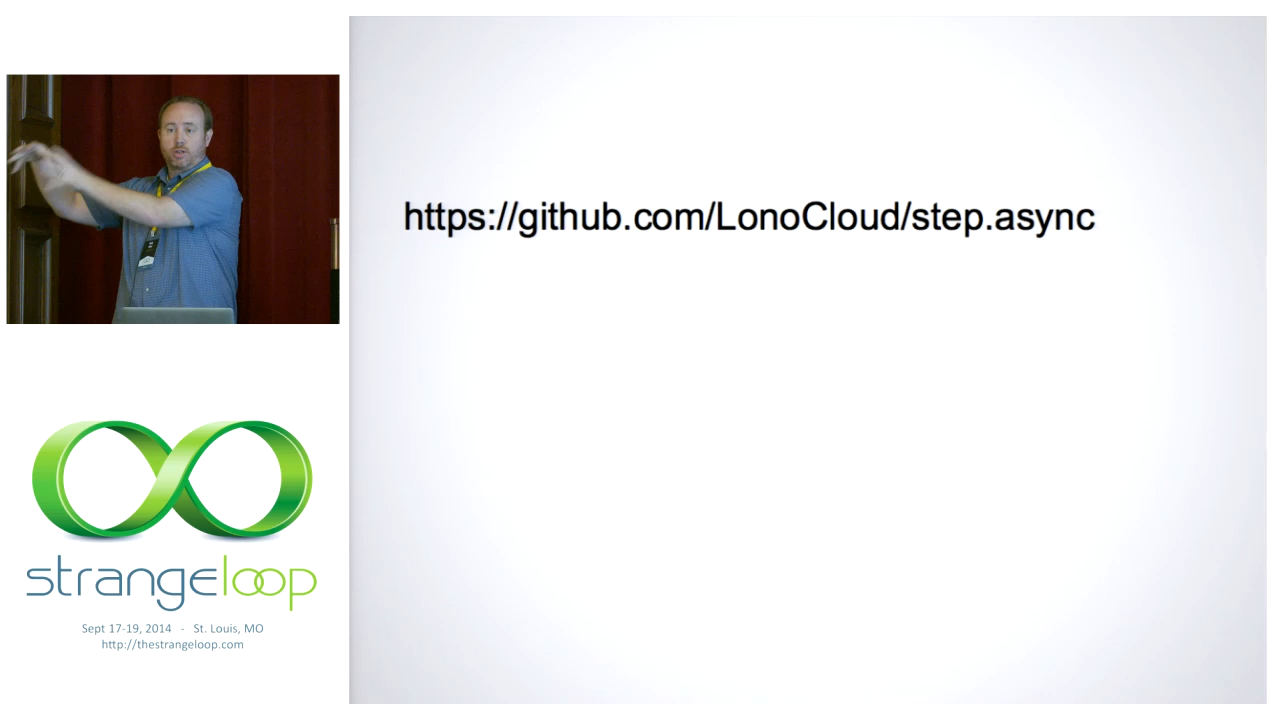 https://github.com/LonoCloud/step.async
strangeloop
Sept 17-19, 2014 - St. Louis, MO
http://thestrangeloop.com